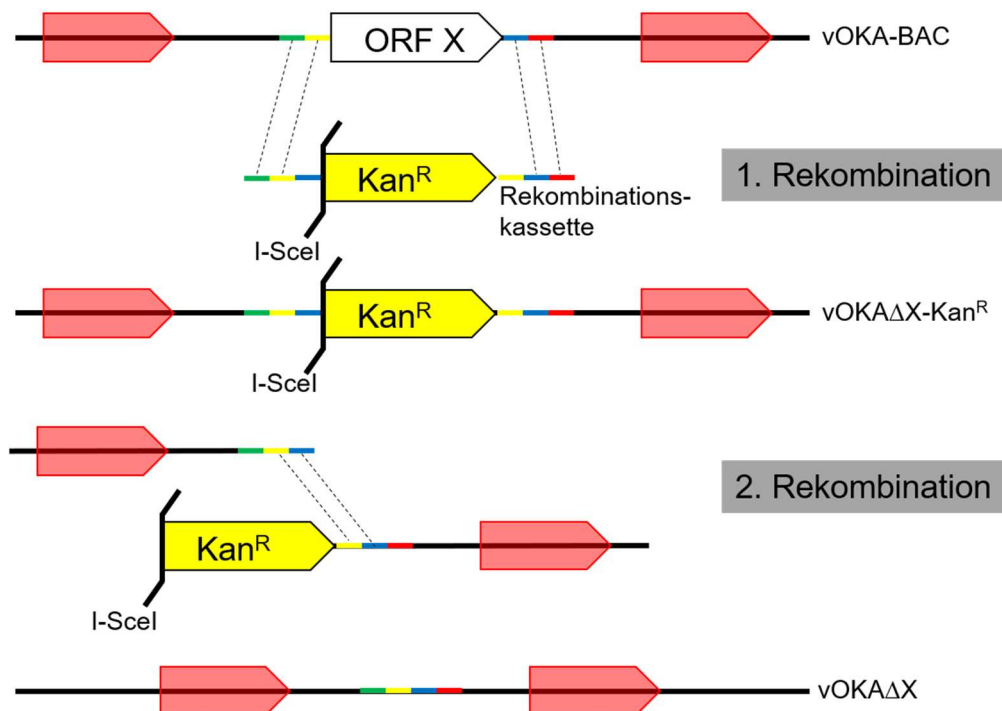 ORF X
vOKA-BAC
Kan^R
1. Rekombination
Rekombinations-
kassette
I-SceI
Kan^R
vOKAΔX-Kan^R
I-SceI
2. Rekombination
Kan^R
I-SceI
vOKAΔX